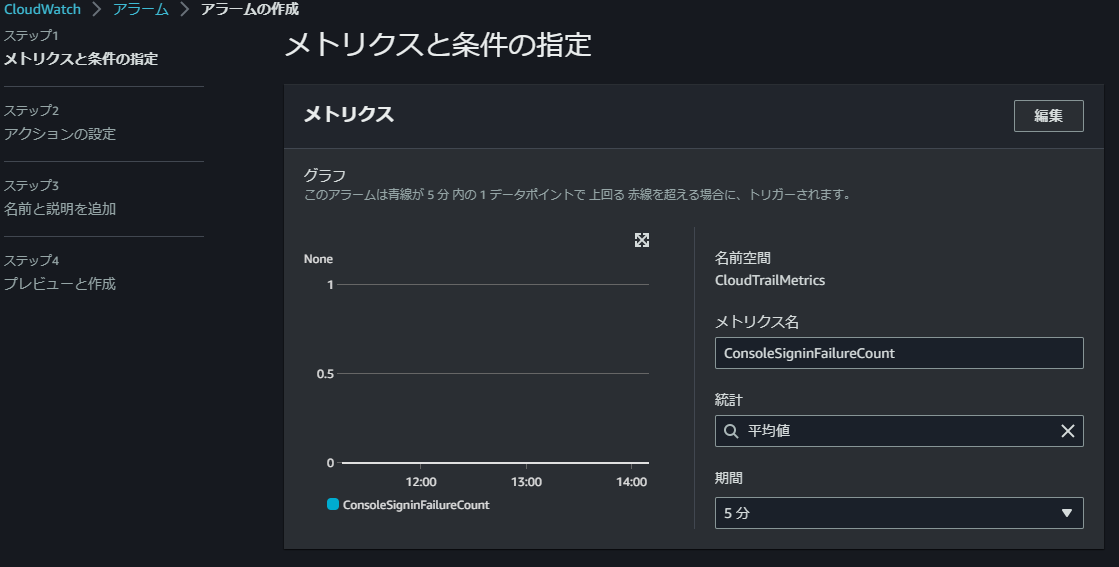 CloudWatch > アラーム > アラームの作成
ステップ1
メトリクスと条件の指定
ステップ2
アクションの設定
ステップ3
名前と説明を追加
ステップ4
プレビューと作成
メトリクスと条件の指定
メトリクス
編集
グラフ
このアラームは青線が 5 分 内の 1 データポイントで 上回る 赤線を超える場合に、トリガーされます。
None
1
0.5
0
12:00 13:00 14:00
ConsoleSigninFailureCount
名前空間
CloudTrailMetrics
メトリクス名
ConsoleSigninFailureCount
統計
平均値
期間
5 分